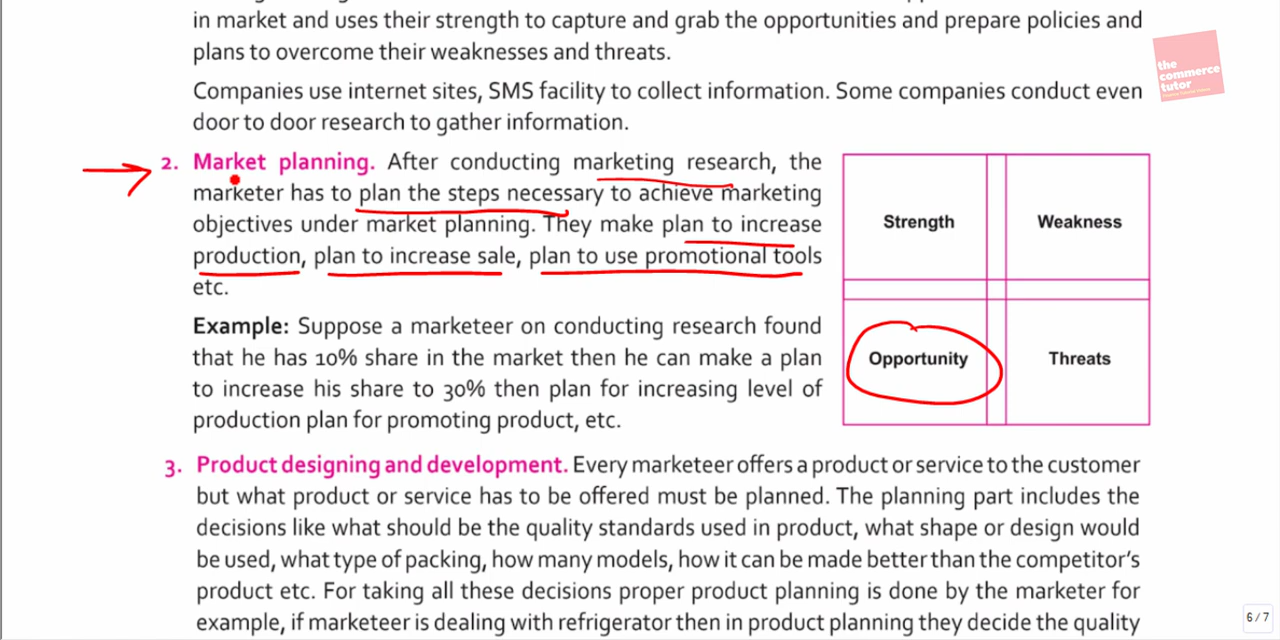 in market and uses their strength to capture and grab the opportunities and prepare policies and
plans to overcome their weaknesses and threats.
Companies use internet sites, SMS facility to collect information. Some companies conduct even
door to door research to gather information.
2. Market planning. After conducting marketing research, the
marketer has to plan the steps necessary to achieve marketing
objectives under market planning. They make plan to increase
production, plan to increase sale, plan to use promotional tools
etc.
Example: Suppose a marketeer on conducting research found
that he has 10% share in the market then he can make a plan
to increase his share to 30% then plan for increasing level of
production plan for promoting product, etc.
Strength
Weakness
Opportunity
Threats
3. Product designing and development. Every marketeer offers a product or service to the customer
but what product or service has to be offered must be planned. The planning part includes the
decisions like what should be the quality standards used in product, what shape or design would
be used, what type of packing, how many models, how it can be made better than the competitor's
product etc. For taking all these decisions proper product planning is done by the marketer for
example, if marketeer is dealing with refrigerator then in product planning they decide the quality
the
commerce
tutor
6 / 7